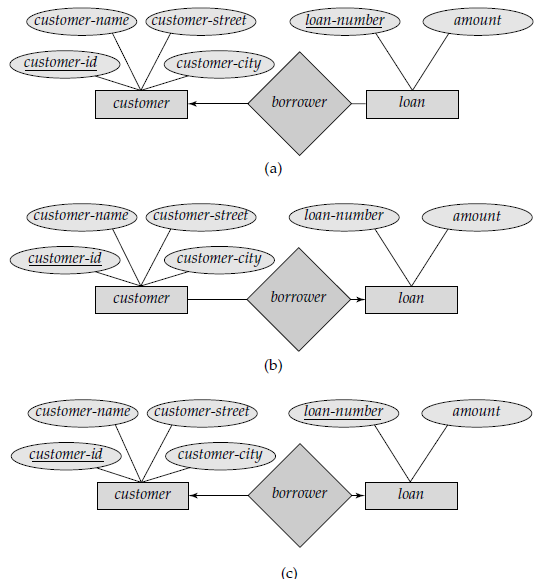 customer-name customer-street loan-number amount
customer-id customer-city
customer borrower loan
(a)
customer-name customer-street loan-number amount
customer-id customer-city
customer borrower loan
(b)
customer-name customer-street loan-number amount
customer-id customer-city
customer borrower loan
(c)